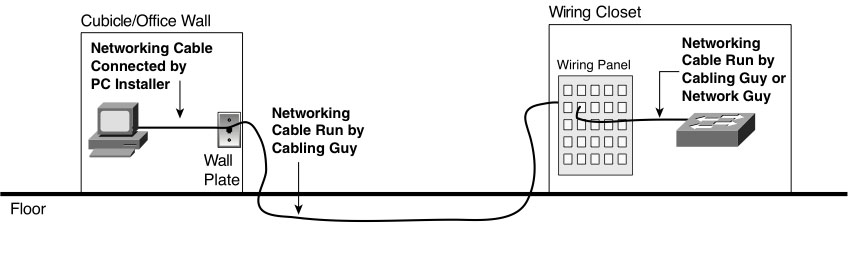 Cubicle/Office Wall
Networking Cable
Connected by
PC Installer
Wall
Plate
Networking
Cable Run by
Cabling Guy
Floor
Wiring Closet
Wiring Panel
Networking
Cable Run by
Cabling Guy or
Network Guy